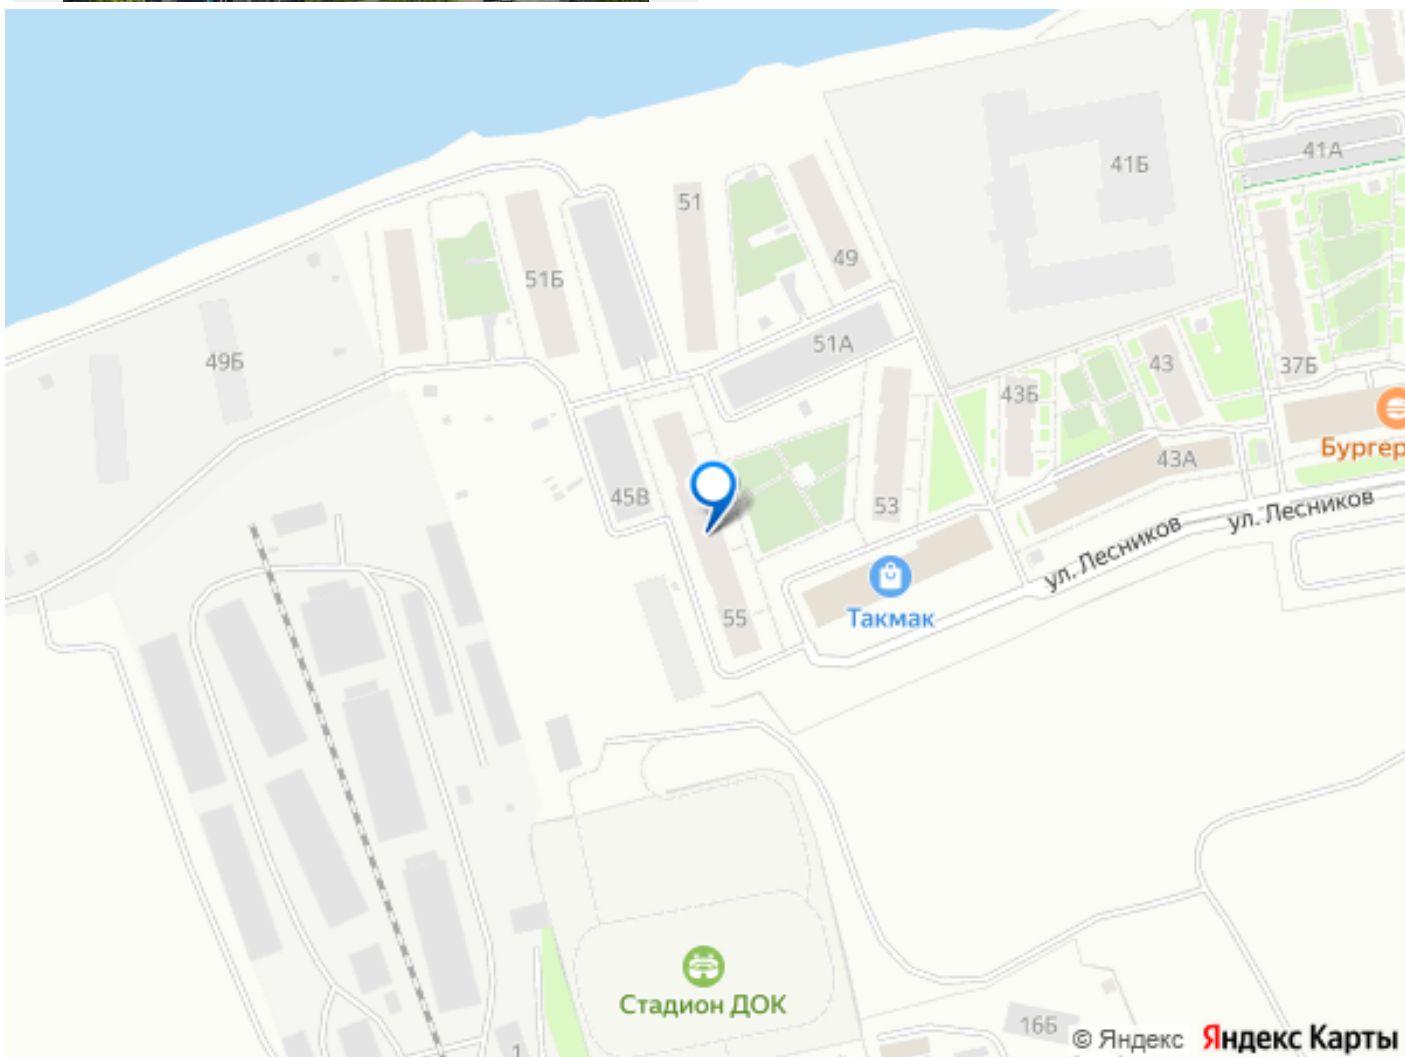 41А
41Б
51
49
51Б
51А
49Б
43
37Б
43Б
Бургер
43А
45В
53
ул. Лесников
ул. Лесников
Такмак
55
Стадион ДОК
16Б
1
© Яндекс Яндекс Карты